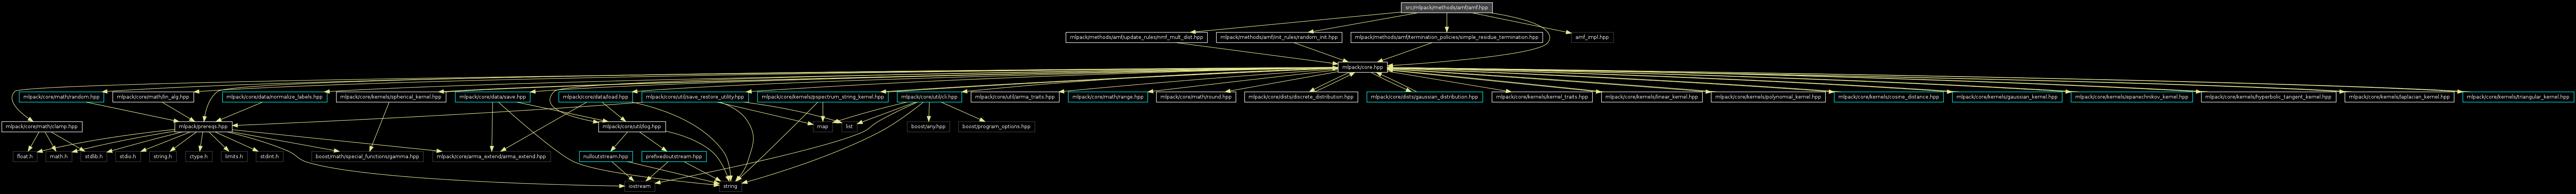 src/mlpack/methods/amf/amf.hpp
mlpack/methods/amf/update_rules/nmf_mult_dist.hpp
mlpack/methods/amf/init_rules/random_init.hpp
mlpack/methods/amf/termination_policies/simple_residue_termination.hpp
amf_impl.hpp
mlpack/core.hpp
mlpack/core/math/random.hpp
mlpack/core/math/lin_alg.hpp
mlpack/core/data/normalize_labels.hpp
mlpack/core/kernels/spherical_kernel.hpp
mlpack/core/data/save.hpp
mlpack/core/data/load.hpp
mlpack/core/util/save_restore_utility.hpp
mlpack/core/kernels/pspectrum_string_kernel.hpp
mlpack/core/util/cli.hpp
mlpack/core/util/arma_traits.hpp
mlpack/core/math/range.hpp
mlpack/core/math/round.hpp
mlpack/core/dists/discrete_distribution.hpp
mlpack/core/dists/gaussian_distribution.hpp
mlpack/core/kernels/kernel_traits.hpp
mlpack/core/kernels/linear_kernel.hpp
mlpack/core/kernels/polynomial_kernel.hpp
mlpack/core/kernels/cosine_distance.hpp
mlpack/core/kernels/gaussian_kernel.hpp
mlpack/core/kernels/epanechnikov_kernel.hpp
mlpack/core/kernels/hyperbolic_tangent_kernel.hpp
mlpack/core/kernels/laplacian_kernel.hpp
mlpack/core/kernels/triangular_kernel.hpp
mlpack/core/math/clamp.hpp
mlpack/prereqs.hpp
mlpack/core/util/log.hpp
map
list
boost/any.hpp
boost/program_options.hpp
float.h
math.h
stdlib.h
stdio.h
string.h
ctype.h
limits.h
stdint.h
boost/math/special_functions/gamma.hpp
mlpack/core/arma_extend/arma_extend.hpp
nulloutstream.hpp
prefixedoutstream.hpp
iostream
string